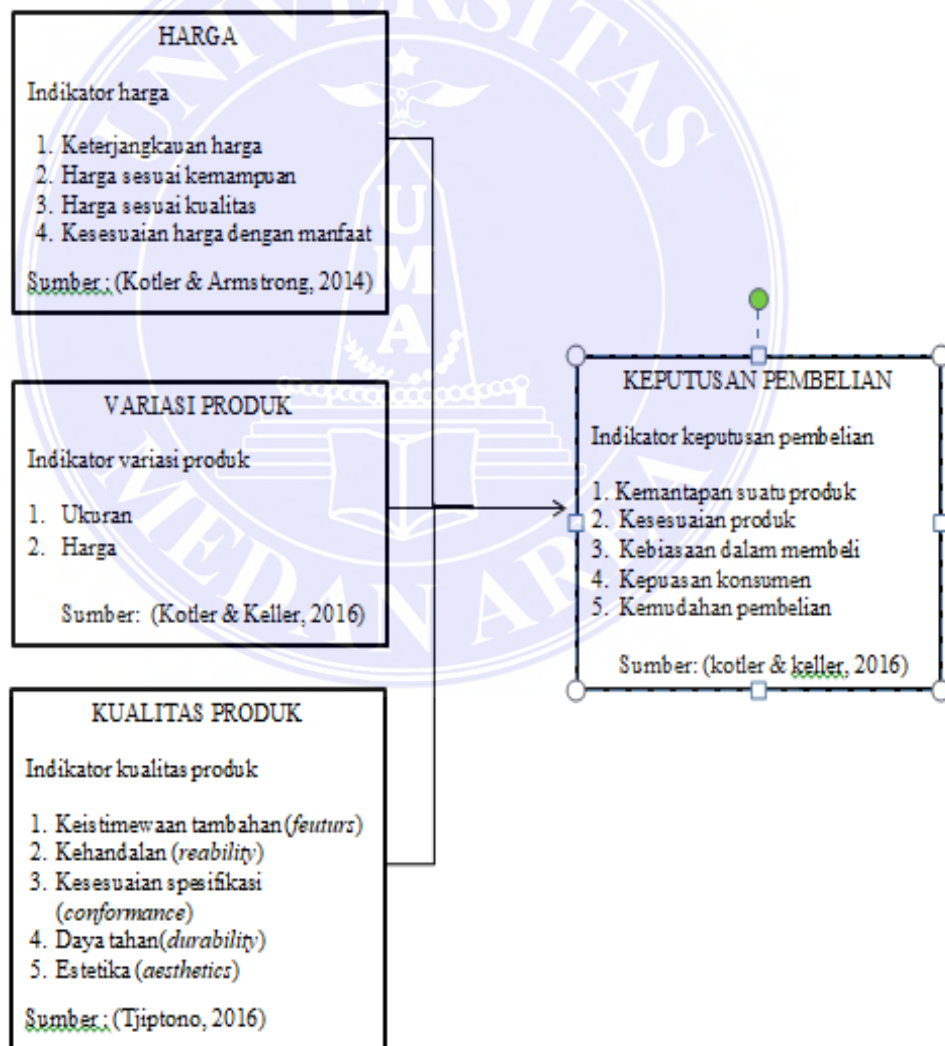 HARGA
Indikator harga
1. Keterjangkauan harga
2. Harga sesuai kemampuan
3. Harga sesuai kualitas
4. Kesesuaian harga dengan manfaat
Sumber ; (Kotler & Armstrong, 2014)
VARIASI PRODUK
Indikator variasi produk
1. Ukuran
2. Harga
Sumber: (Kotler & Keller, 2016)
KUALITAS PRODUK
Indikator kualitas produk
1. Keistimewaan tambahan (feuturs)
2. Kehandalan (reability)
3. Kesesuaian spesifikasi
(conformance)
4. Daya tahan(durability)
5. Estetika (aesthetics)
Sumber ; (Tjiptono, 2016)
KEPUTUSAN PEMBELIAN
Indikator keputusan pembelian
1. Kemantapan suatu produk
2. Kesesuaian produk
3. Kebiasaan dalam membeli
4. Kepuasan konsumen
5. Kemudahan pembelian
Sumber: (kotler & keller, 2016)
UNIVERSITAS
MEDAN AREA
UMA